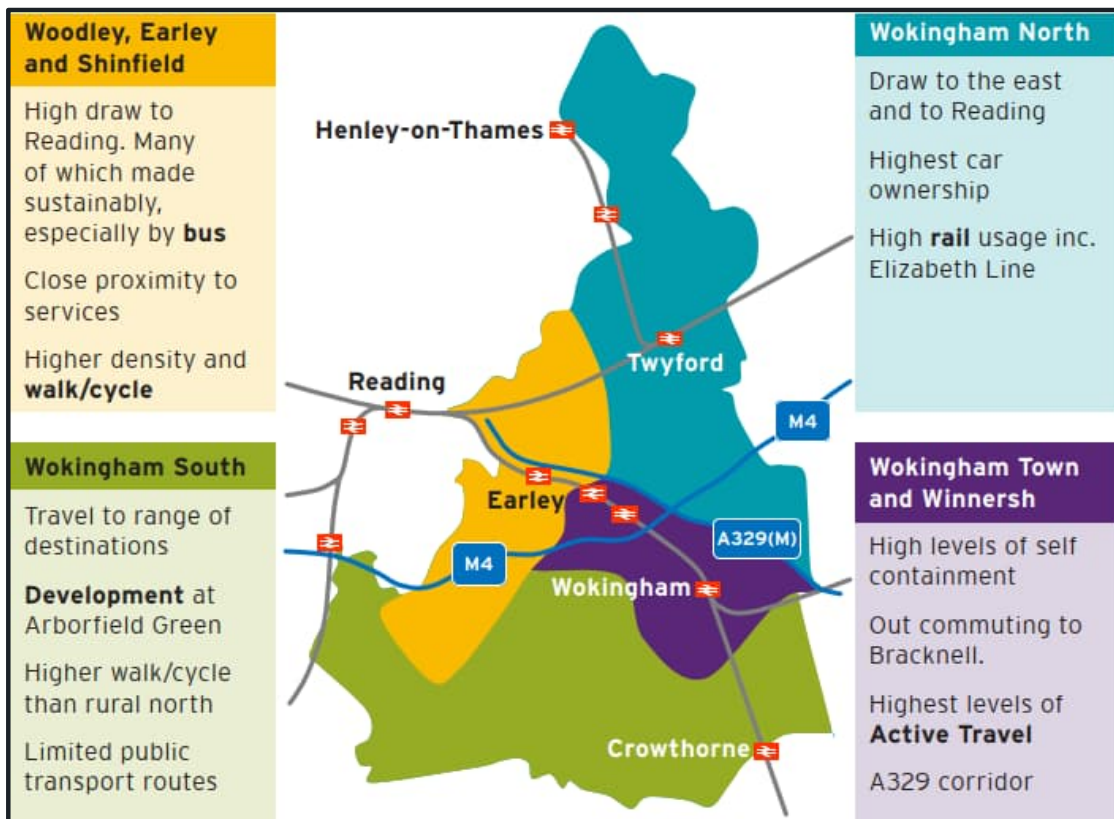 Woodley, Earley
and Shinfield
High draw to
Reading. Many
of which made
sustainably,
especially by bus
Close proximity to
services
Higher density and
walk/cycle
Wokingham South
Travel to range of
destinations
Development at
Arborfield Green
Higher walk/cycle
than rural north
Limited public
transport routes
Henley-on-Thames
Twyford
Reading
M4
Earley
A329(M)
M4
Wokingham
Crowthorne
Wokingham North
Draw to the east
and to Reading
Highest car
ownership
High rail usage inc.
Elizabeth Line
Wokingham Town
and Winnersh
High levels of self
containment
Out commuting to
Bracknell.
Highest levels of
Active Travel
A329 corridor